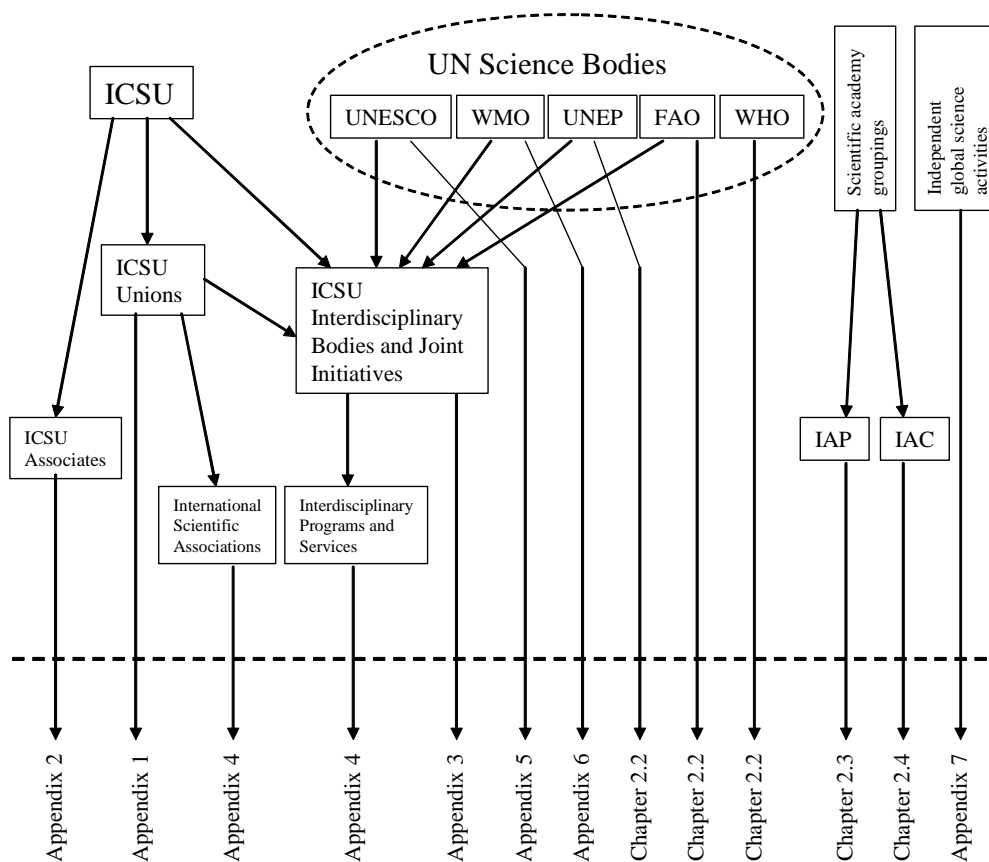 UN Science Bodies
ICSU
UNESCO
WMO
UNEP
FAO
WHO
Scientific academy
groupings
Independent
global science
activities
ICSU
Unions
ICSU
Interdisciplinary
Bodies and Joint
Initiatives
ICSU
Associates
IAP
IAC
International
Scientific
Associations
Interdisciplinary
Programs and
Services
Appendix 2
Appendix 1
Appendix 4
Appendix 4
Appendix 3
Appendix 5
Appendix 6
Chapter 2.2
Chapter 2.2
Chapter 2.2
Chapter 2.3
Chapter 2.4
Appendix 7